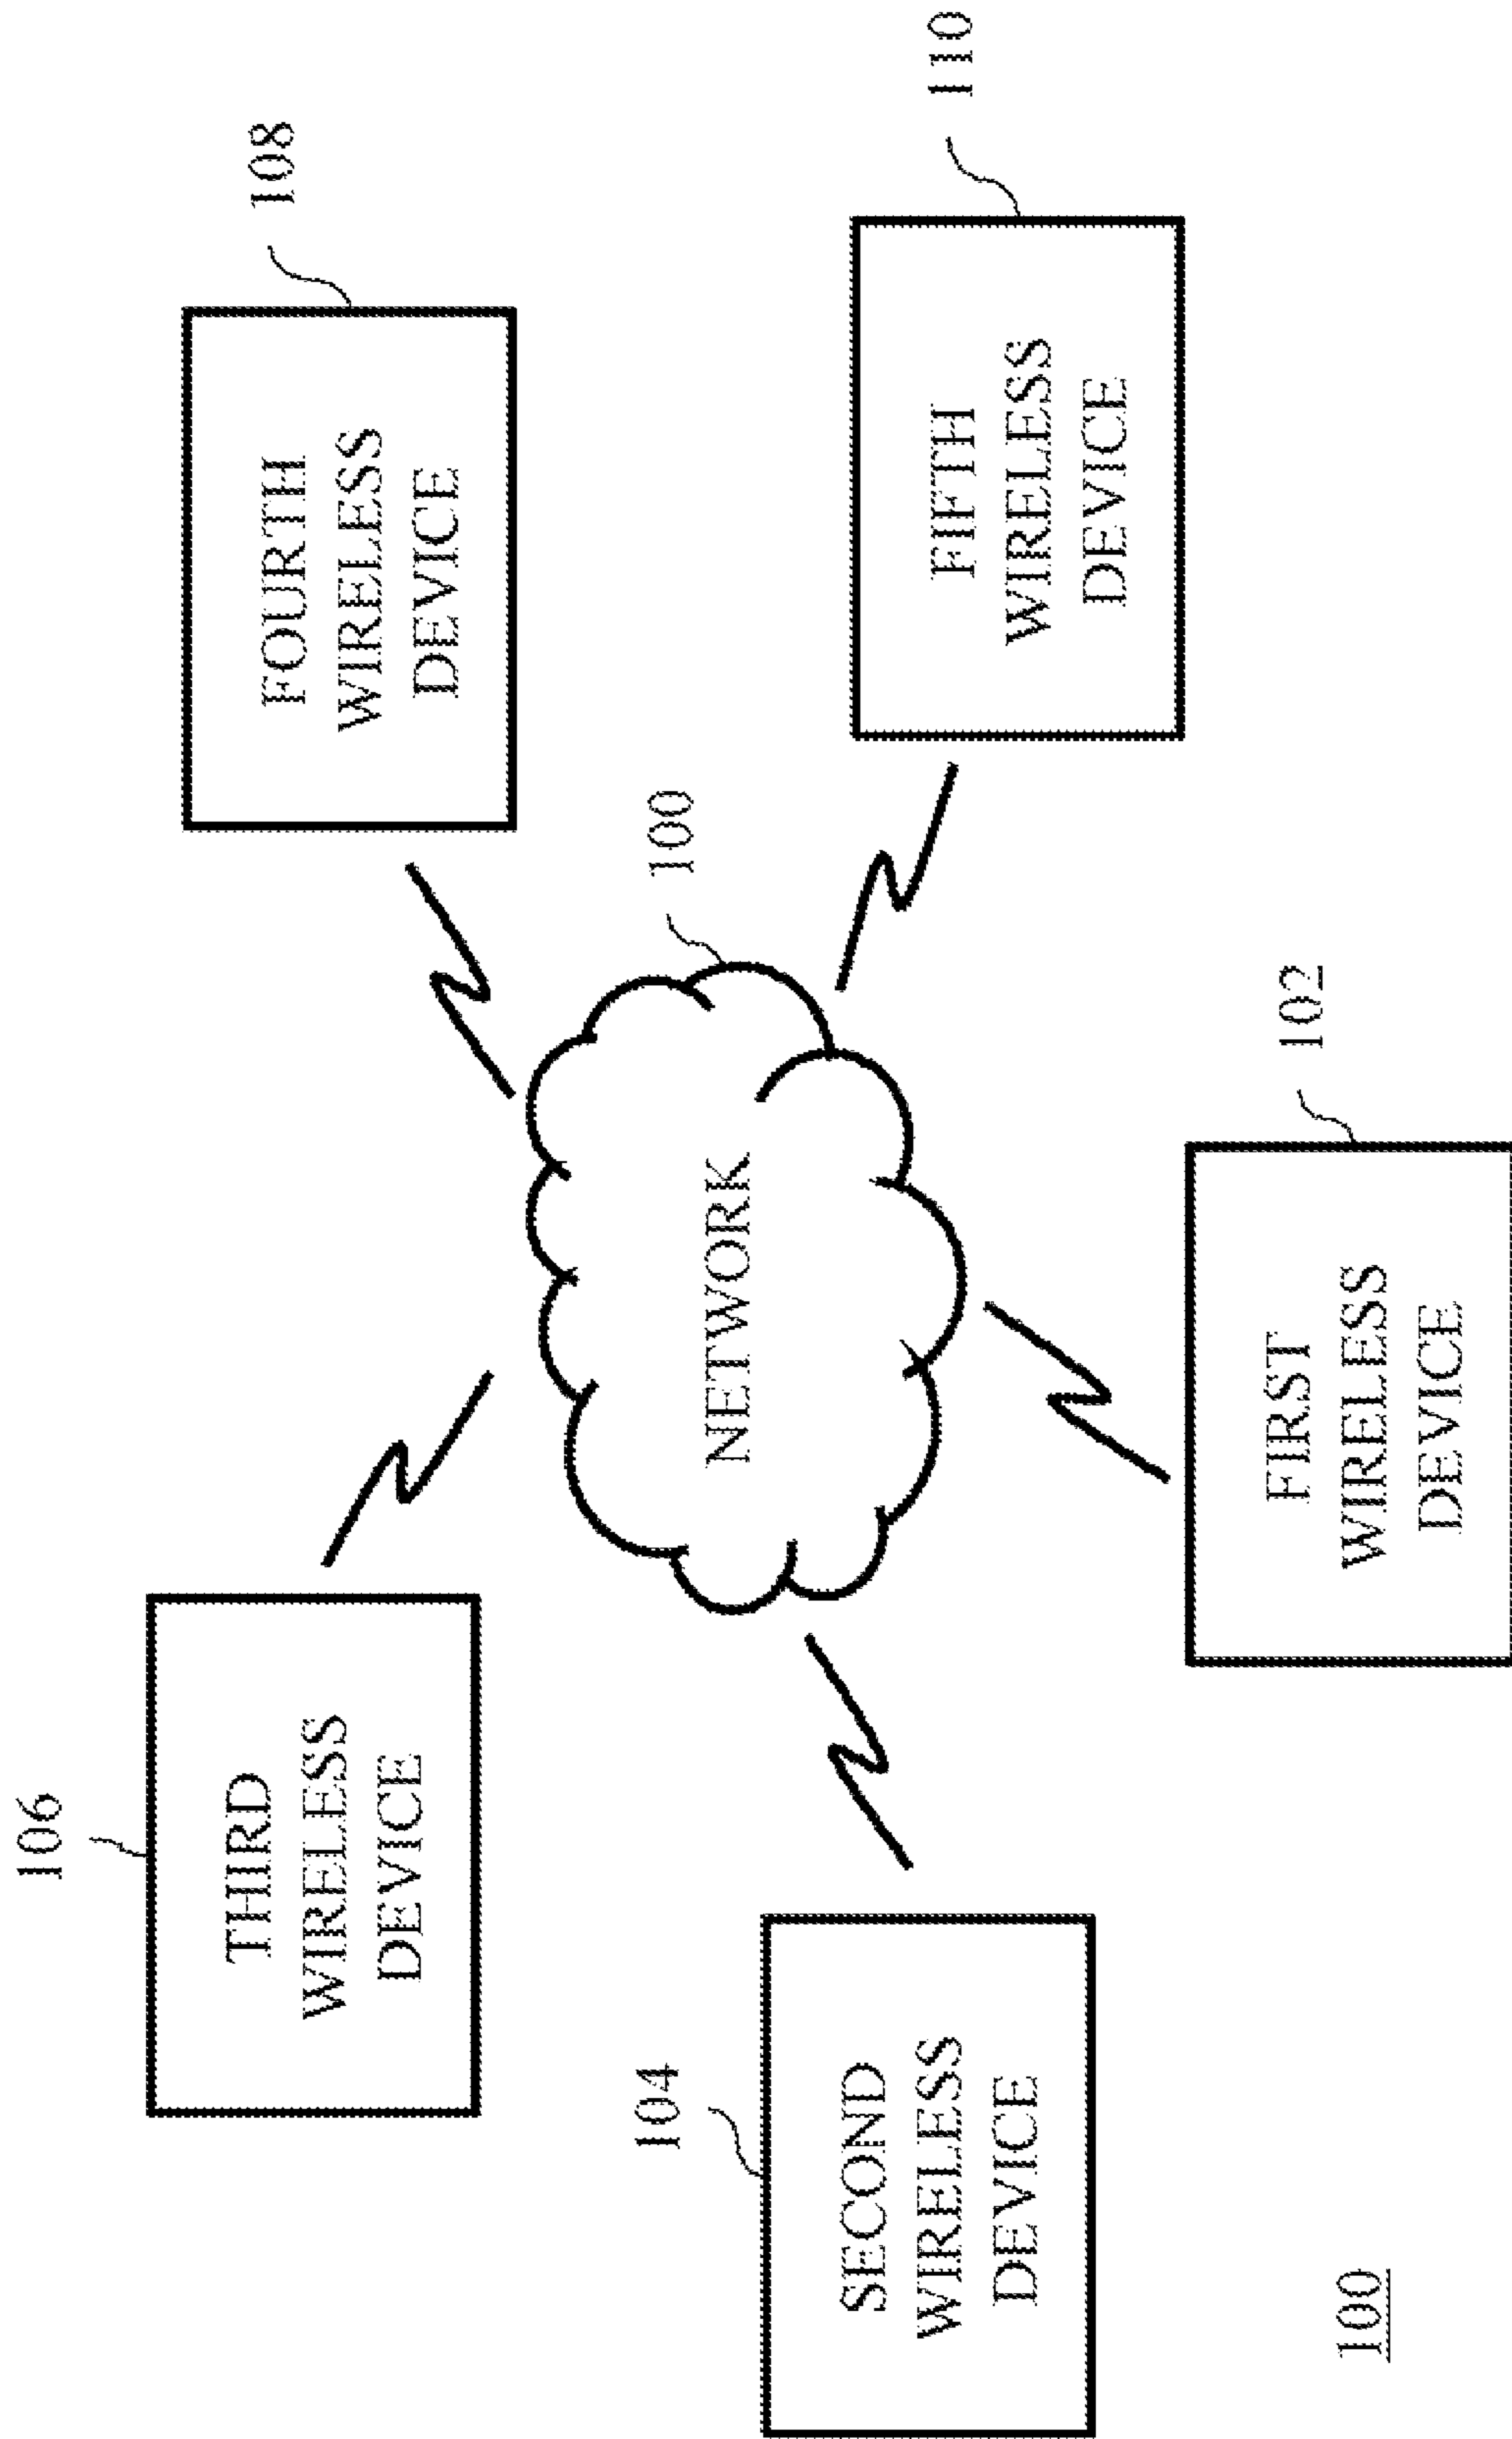 106
THIRD
WIRELESS
DEVICE
108
FOURTH
WIRELESS
DEVICE
100
NETWORK
104
SECOND
WIRELESS
DEVICE
110
FIFTH
WIRELESS
DEVICE
102
FIRST
WIRELESS
DEVICE
100